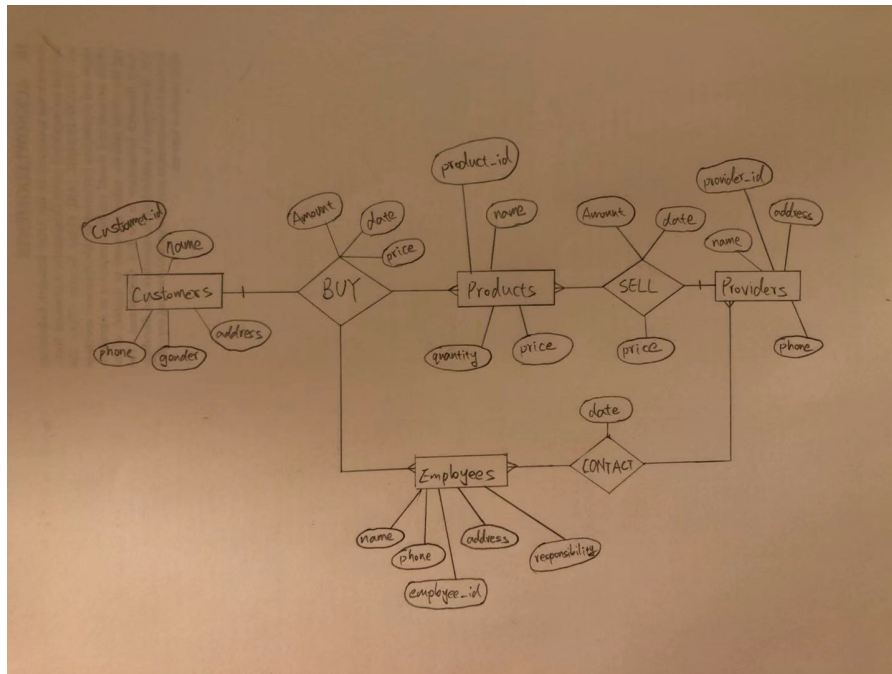 product_id
provider_id
Customer_id
name
Amount
date
price
name
Amount
date
name
address
Customers
BUY
Products
SELL
Providers
phone
gender
address
quantity
price
price
phone
date
Employees
CONTACT
name
phone
address
responsibility
employee_id